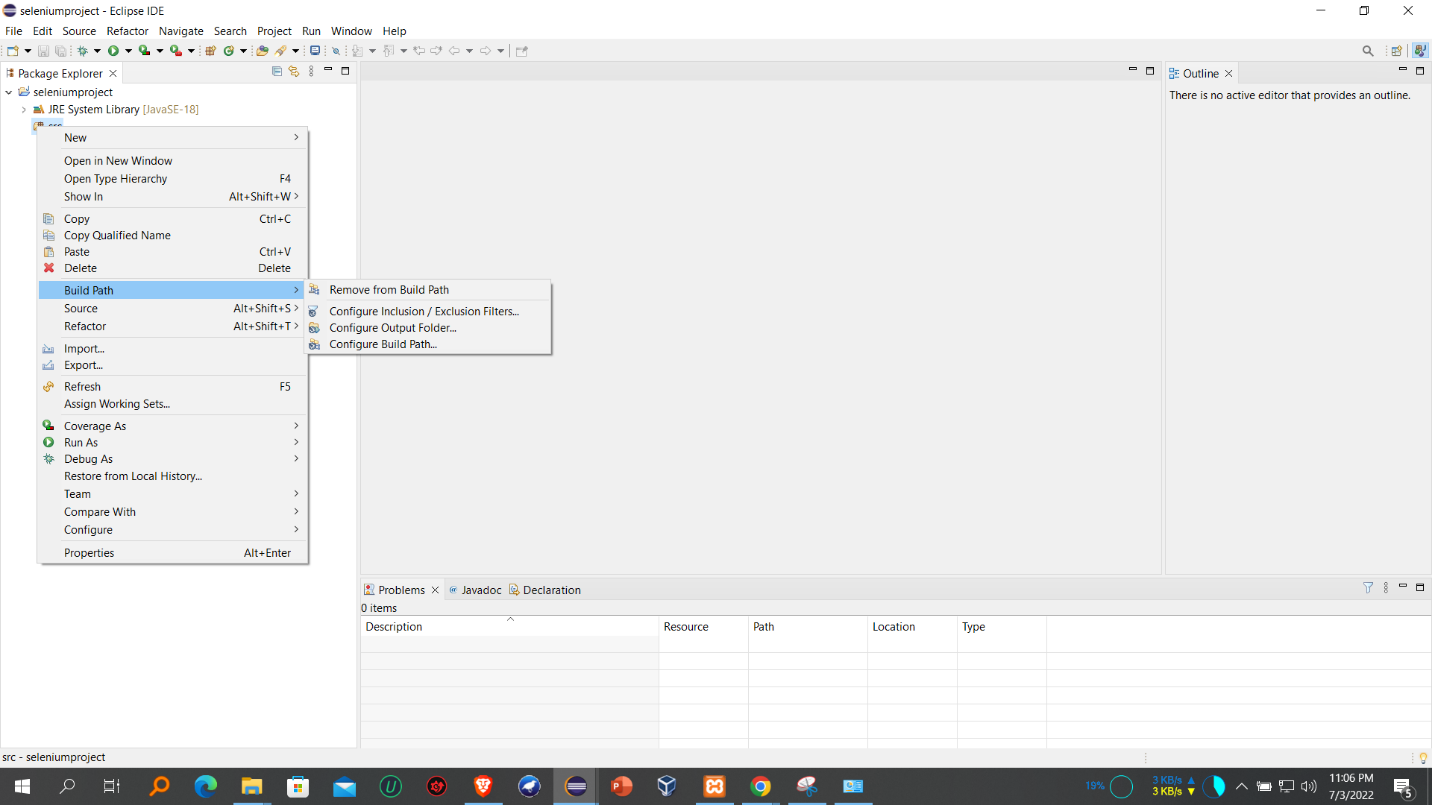 seleniumproject - Eclipse IDE
File Edit Source Refactor Navigate Search Project Run Window Help
Package Explorer
Outline
seleniumproject
There is no active editor that provides an outline.
JRE System Library [JavaSE-18]
src
New
Open in New Window
Open Type Hierarchy F4
Show In Alt+Shift+W
Copy Ctrl+C
Copy Qualified Name
Paste Ctrl+V
Delete Delete
Build Path
Remove from Build Path
Source Alt+Shift+S
Configure Inclusion / Exclusion Filters...
Refactor Alt+Shift+T
Configure Output Folder...
Configure Build Path...
Import...
Export...
Refresh F5
Assign Working Sets...
Coverage As
Run As
Debug As
Restore from Local History...
Team
Compare With
Configure
Properties Alt+Enter
Problems Javadoc Declaration
0 items
Description Resource Path Location Type
src - seleniumproject
19%
3 KB/s
3 KB/s
11:06 PM
7/3/2022
5